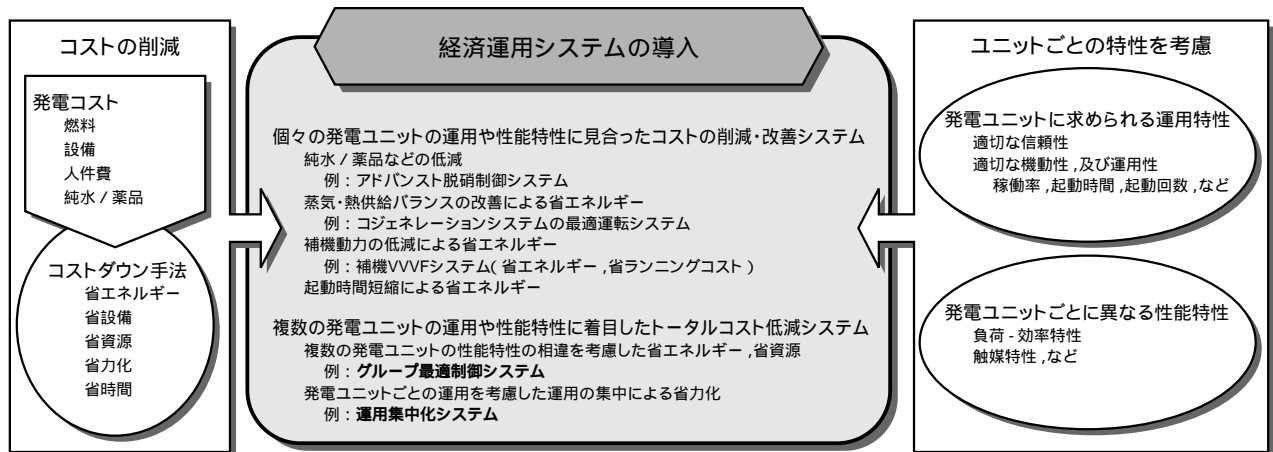 コストの削減
発電コスト
燃料
設備
人件費
純水 / 薬品
コストダウン手法
省エネルギー
省設備
省資源
省力化
省時間
経済運用システムの導入
個々の発電ユニットの運用や性能特性に見合ったコストの削減・改善システム
純水 / 薬品などの低減
例：アドバンスト脱硝制御システム
蒸気・熱供給バランスの改善による省エネルギー
例：コジェネレーションシステムの最適運転システム
補機動力の低減による省エネルギー
例：補機VVVFシステム（省エネルギー,省ランニングコスト）
起動時間短縮による省エネルギー
複数の発電ユニットの運用や性能特性に着目したトータルコスト低減システム
複数の発電ユニットの性能特性の相違を考慮した省エネルギー,省資源
例：グループ最適制御システム
発電ユニットごとの運用を考慮した運用の集中による省力化
例：運用集中化システム
ユニットごとの特性を考慮
発電ユニットに求められる運用特性
適切な信頼性
適切な機動性,及び運用性
稼働率,起動時間,起動回数,など
発電ユニットごとに異なる性能特性
負荷 - 効率特性
触媒特性,など